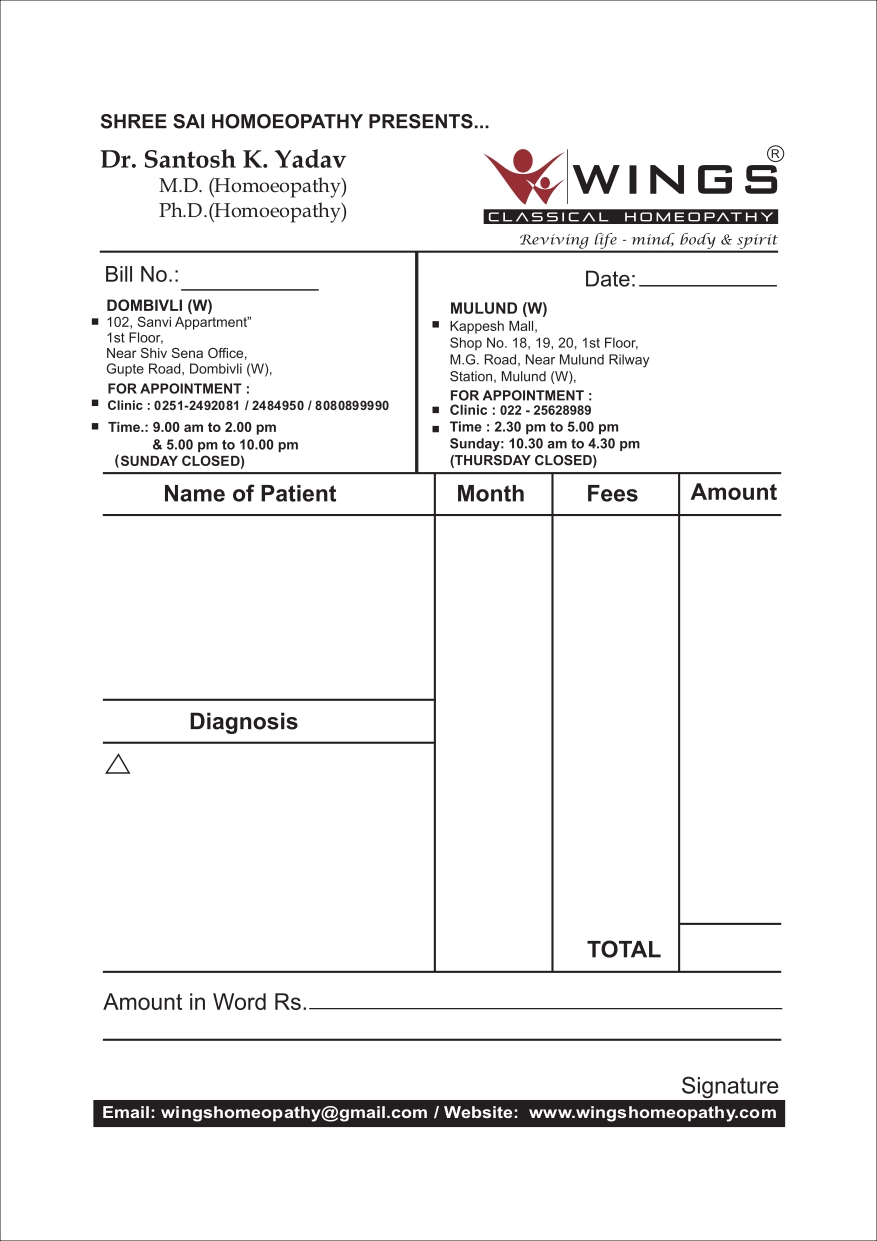 SHREE SAI HOMOEOPATHY PRESENTS...
Dr. Santosh K. Yadav
M.D. (Homoeopathy)
Ph.D.(Homoeopathy)
WINGS ®
CLASSICAL HOMEOPATHY
Reviving life - mind, body & spirit
Bill No.:
DOMBIVLI (W)
102, Sanvi Appartment”
1st Floor,
Near Shiv Sena Office,
Gupte Road, Dombivli (W),
FOR APPOINTMENT :
Clinic : 0251-2492081 / 2484950 / 8080899990
Time.: 9.00 am to 2.00 pm
& 5.00 pm to 10.00 pm
(SUNDAY CLOSED)
Date:
MULUND (W)
Kappesh Mall,
Shop No. 18, 19, 20, 1st Floor,
M.G. Road, Near Mulund Rilway
Station, Mulund (W),
FOR APPOINTMENT :
Clinic : 022 - 25628989
Time : 2.30 pm to 5.00 pm
Sunday: 10.30 am to 4.30 pm
(THURSDAY CLOSED)
Name of Patient Month Fees Amount
Diagnosis
TOTAL
Amount in Word Rs.
Signature
Email: wingshomeopathy@gmail.com / Website: www.wingshomeopathy.com